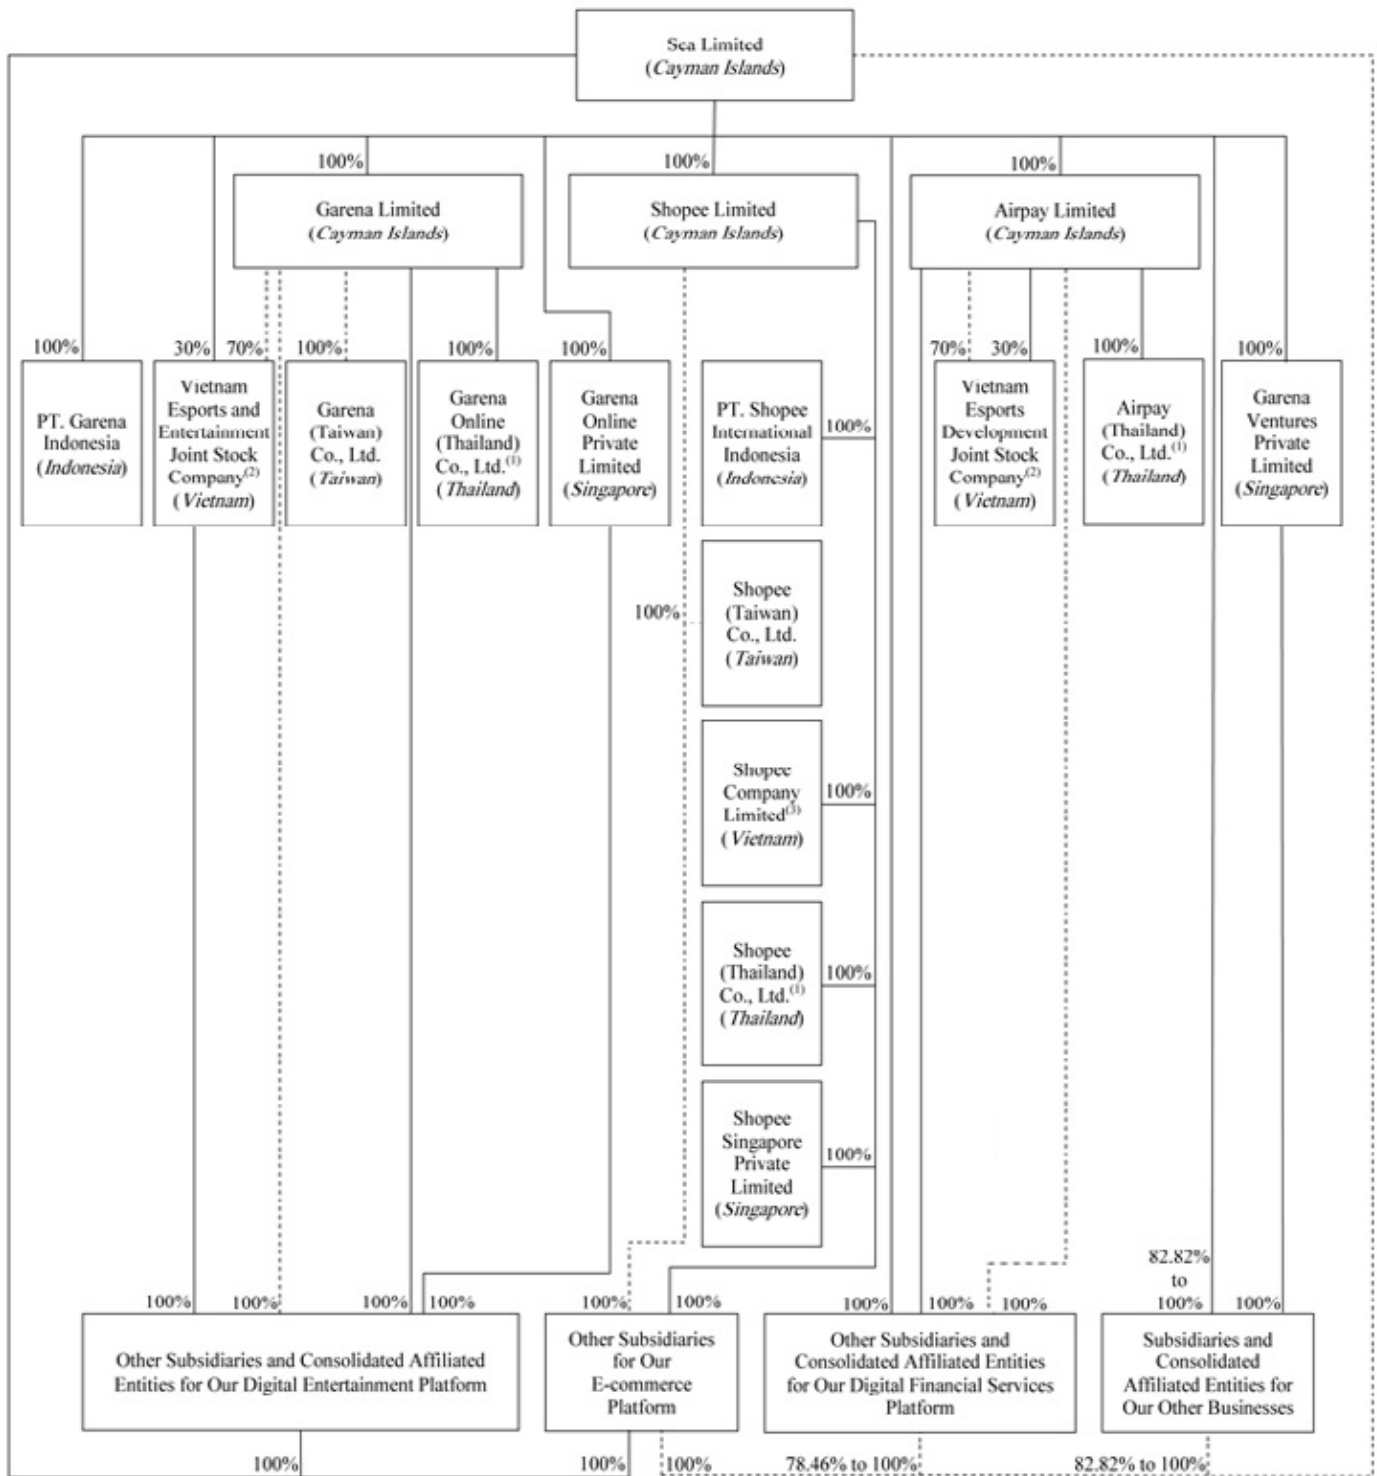 Sea Limited
(Cayman Islands)
100%
100%
100%
Garena Limited
(Cayman Islands)
Shopee Limited
(Cayman Islands)
Airpay Limited
(Cayman Islands)
100%
30%
70%
100%
100%
100%
70%
30%
100%
100%
PT. Garena
Indonesia
(Indonesia)
Vietnam
Esports and
Entertainment
Joint Stock
Company(2)
(Vietnam)
Garena
(Taiwan)
Co., Ltd.
(Taiwan)
Garena
Online
(Thailand)
Co., Ltd.(1)
(Thailand)
Garena
Online
Private
Limited
(Singapore)
PT. Shopee
International
Indonesia
(Indonesia)
100%
Vietnam
Esports
Development
Joint Stock
Company(2)
(Vietnam)
Airpay
(Thailand)
Co., Ltd.(1)
(Thailand)
Garena
Ventures
Private
Limited
(Singapore)
100%
Shopee
(Taiwan)
Co., Ltd.
(Taiwan)
Shopee
Company
Limited(3)
(Vietnam)
100%
Shopee
(Thailand)
Co., Ltd.(1)
(Thailand)
100%
Shopee
Singapore
Private
Limited
(Singapore)
100%
100%
100%
100%
100%
100%
100%
100%
100%
100%
82.82%
to
100%
100%
Other Subsidiaries and Consolidated Affiliated
Entities for Our Digital Entertainment Platform
Other Subsidiaries
for Our
E-commerce
Platform
Other Subsidiaries and
Consolidated Affiliated Entities
for Our Digital Financial Services
Platform
Subsidiaries and
Consolidated
Affiliated Entities for
Our Other Businesses
100%
100%
100%
78.46% to 100%
82.82% to 100%